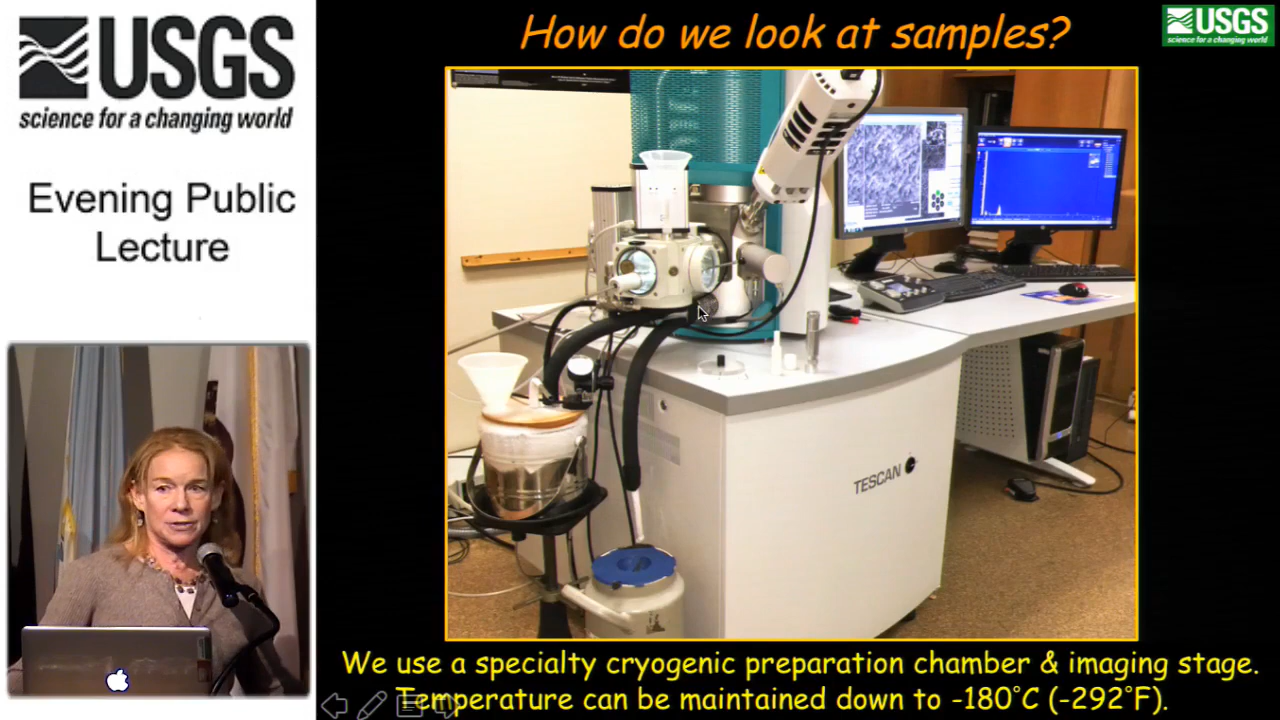 USGS
science for a changing world
Evening Public
Lecture
How do we look at samples?
USGS
science for a changing world
TESCAN
We use a specialty cryogenic preparation chamber & imaging stage.
Temperature can be maintained down to -180°C (-292°F).